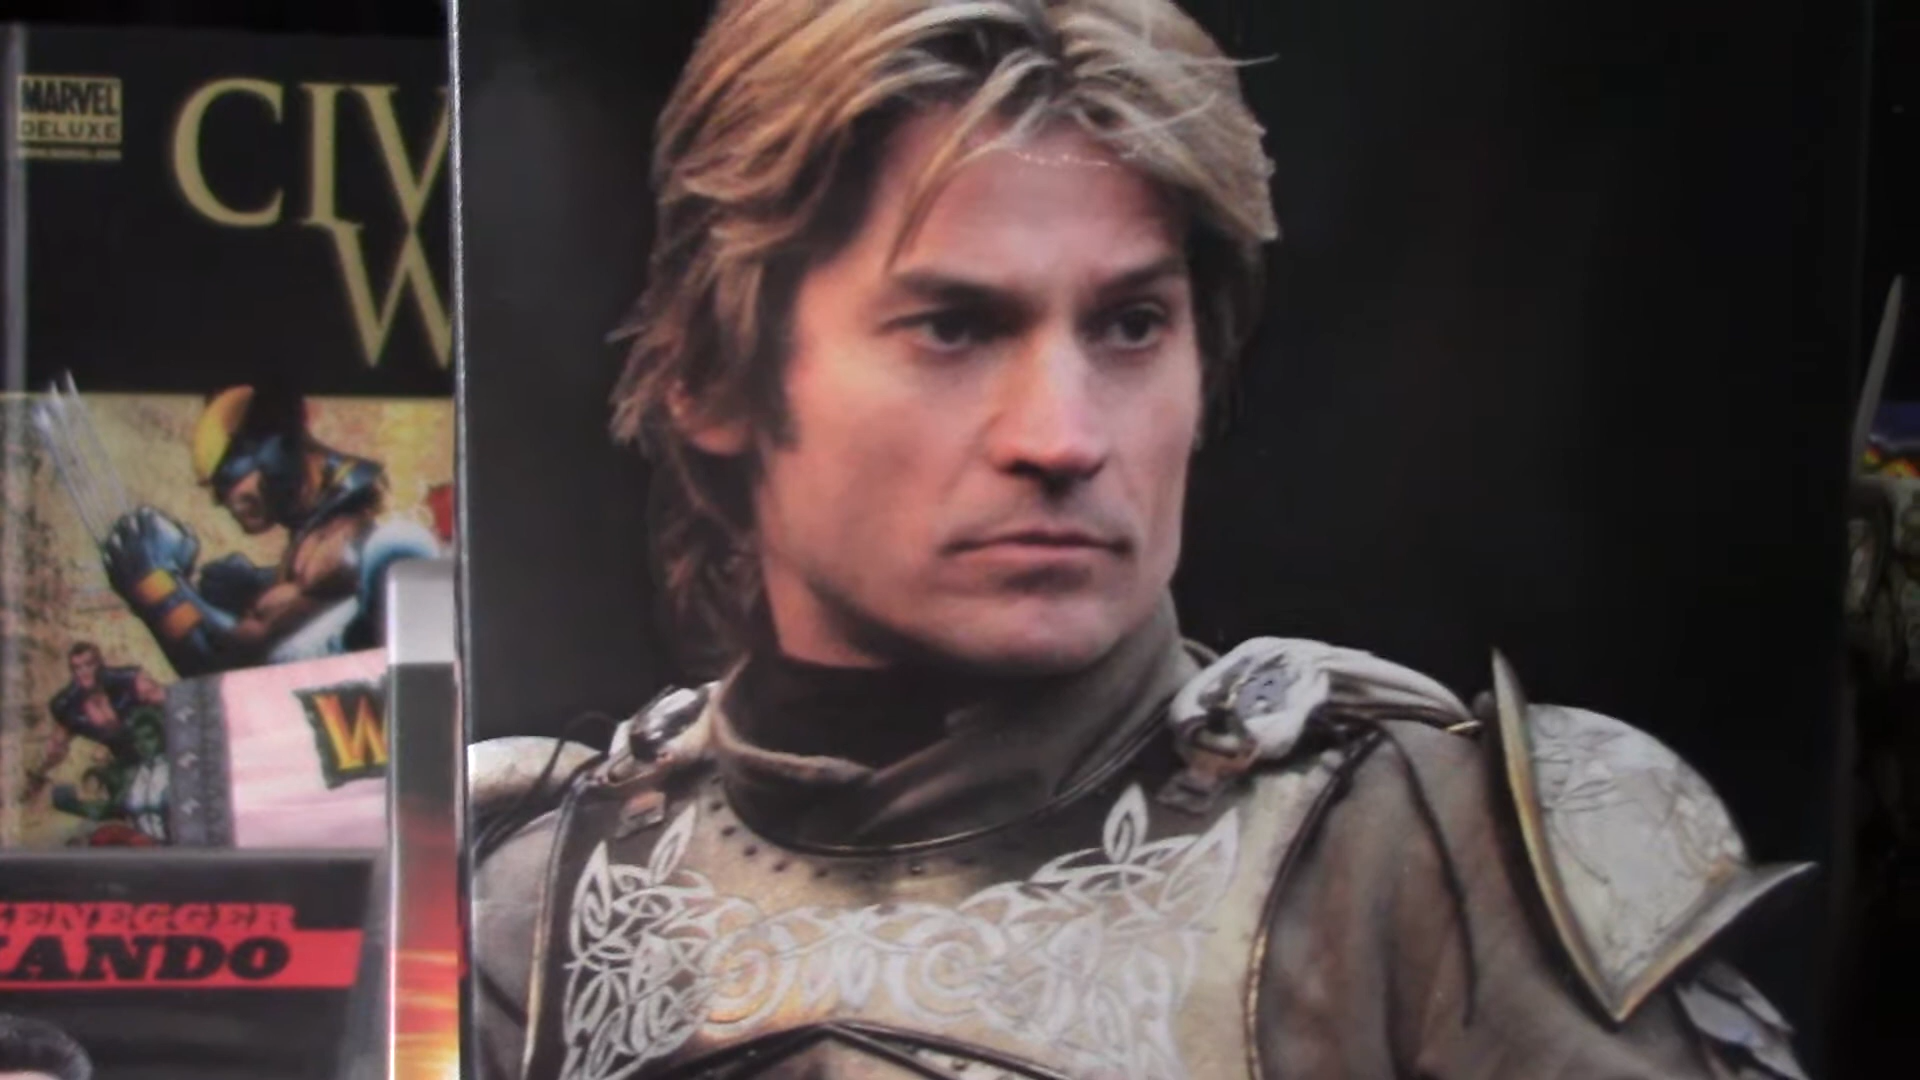 MARVEL
DELUXE
CIV
W
W
ENEGGER
ANDO